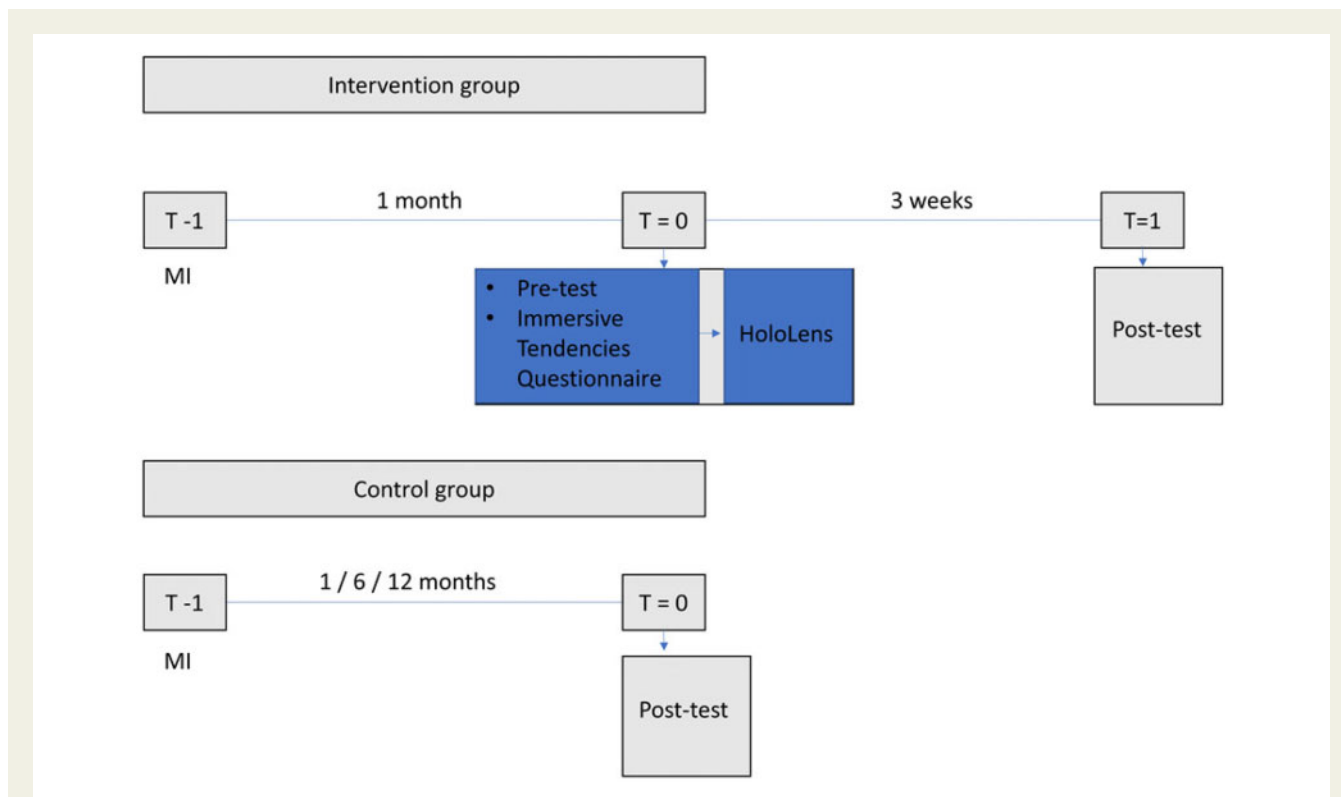 Intervention group
T -1
1 month
T = 0
3 weeks
T=1
MI
• Pre-test
• Immersive
Tendencies
Questionnaire
HoloLens
Post-test
Control group
T -1
1 / 6 / 12 months
T = 0
MI
Post-test